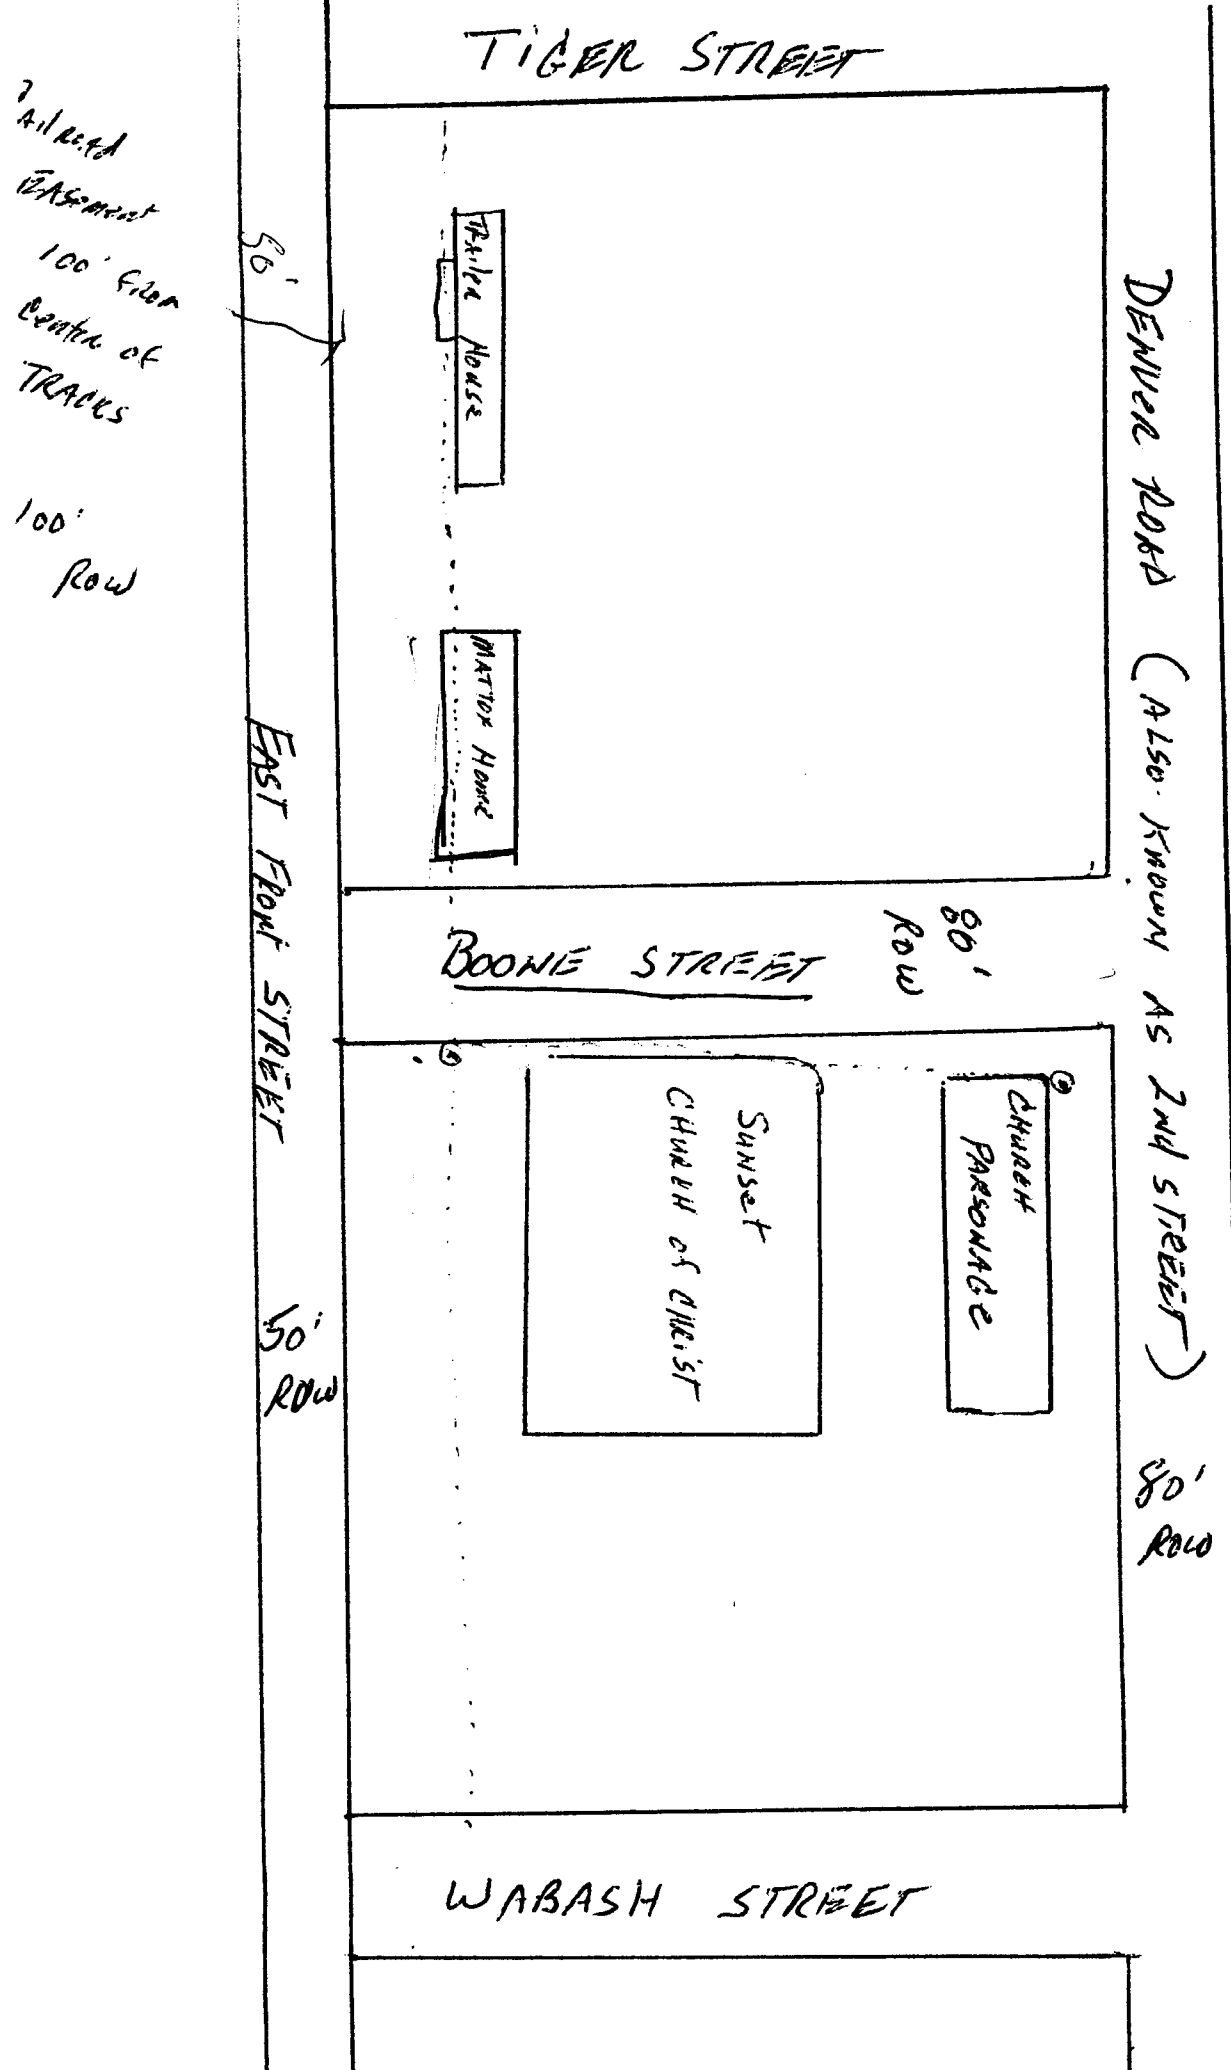 TIGER STREET
Railroad
EASEMENT
100' From
Center of
TRACKS
100'
ROW
50'
TRAILER HOUSE
MATTOX HOME
DENVER ROAD (ALSO KNOWN AS 2ND STREET)
80'
ROW
EAST FRONT STREET
50'
ROW
BOONE STREET
80'
ROW
SUNSET
CHURCH of CHRIST
CHURCH
PARSONAGE
WABASH STREET